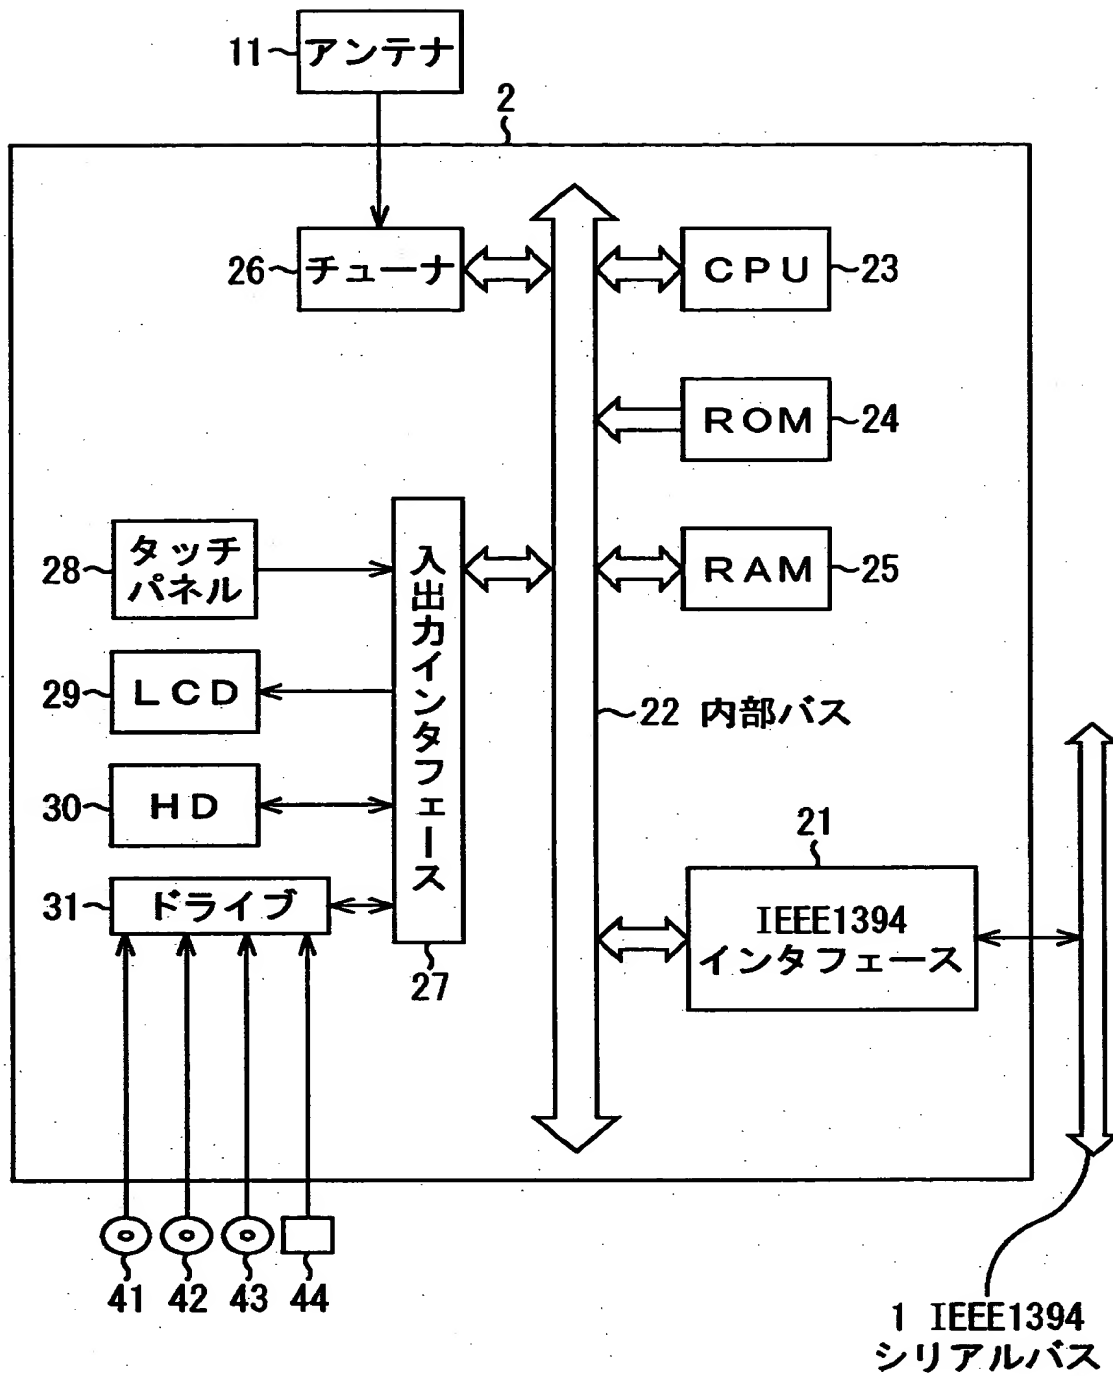 11 アンテナ
2
26 チューナ
CPU 23
ROM 24
28 タッチ
パネル
入出力インタフェース
RAM 25
29 LCD
22 内部バス
30 HD
21
31 ドライブ
IEEE1394
インタフェース
27
41 42 43 44
1 IEEE1394
シリアルバス